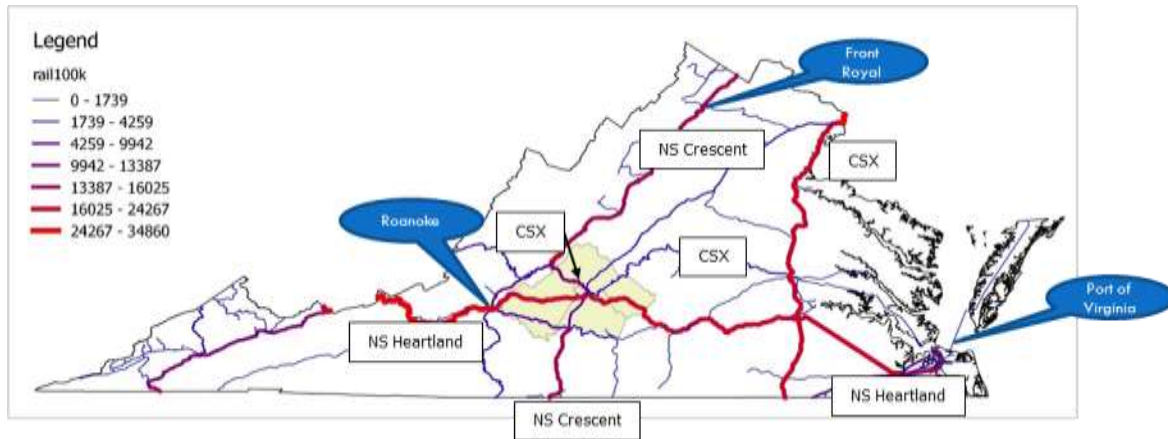 Legend
rail100k
0 - 1739
1739 - 4259
4259 - 9942
9942 - 13387
13387 - 16025
16025 - 24267
24267 - 34860
Front
Royal
NS Crescent
CSX
Roanoke
CSX
CSX
Port of
Virginia
NS Heartland
NS Heartland
NS Crescent